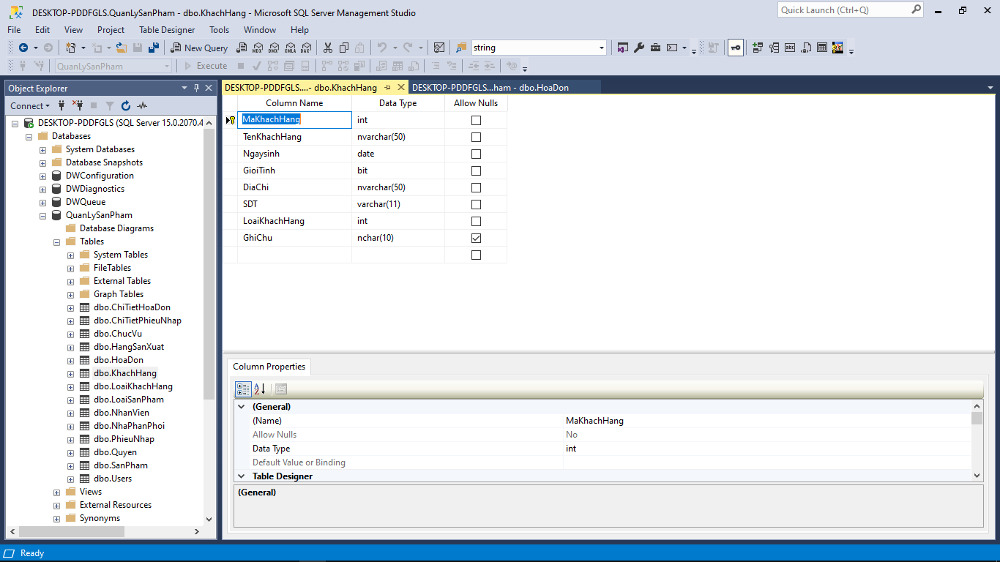 DESKTOP-PDDFGLS.QuanLySanPham - dbo.KhachHang - Microsoft SQL Server Management Studio
Quick Launch (Ctrl+Q)
File Edit View Project Table Designer Tools Window Help
New Query
MDX DMX XMLA DAX
string
QuanLySanPham
Execute
Object Explorer
Connect
DESKTOP-PDDFGLS (SQL Server 15.0.2070.4
Databases
System Databases
Database Snapshots
DWConfiguration
DWDiagnostics
DWQueue
QuanLySanPham
Database Diagrams
Tables
System Tables
FileTables
External Tables
Graph Tables
dbo.ChiTietHoaDon
dbo.ChiTietPhieuNhap
dbo.ChucVu
dbo.HangSanXuat
dbo.HoaDon
dbo.KhachHang
dbo.LoaiKhachHang
dbo.LoaiSanPham
dbo.NhanVien
dbo.NhaPhanPhoi
dbo.PhieuNhap
dbo.Quyen
dbo.SanPham
dbo.Users
Views
External Resources
Synonyms
DESKTOP-PDDFGLS....- dbo.KhachHang
DESKTOP-PDDFGLS...ham - dbo.HoaDon
Column Name Data Type Allow Nulls
MaKhachHang int
TenKhachHang nvarchar(50)
Ngaysinh date
GioiTinh bit
DiaChi nvarchar(50)
SDT varchar(11)
LoaiKhachHang int
GhiChu nchar(10)
Column Properties
(General)
(Name) MaKhachHang
Allow Nulls No
Data Type int
Default Value or Binding
Table Designer
(General)
Ready